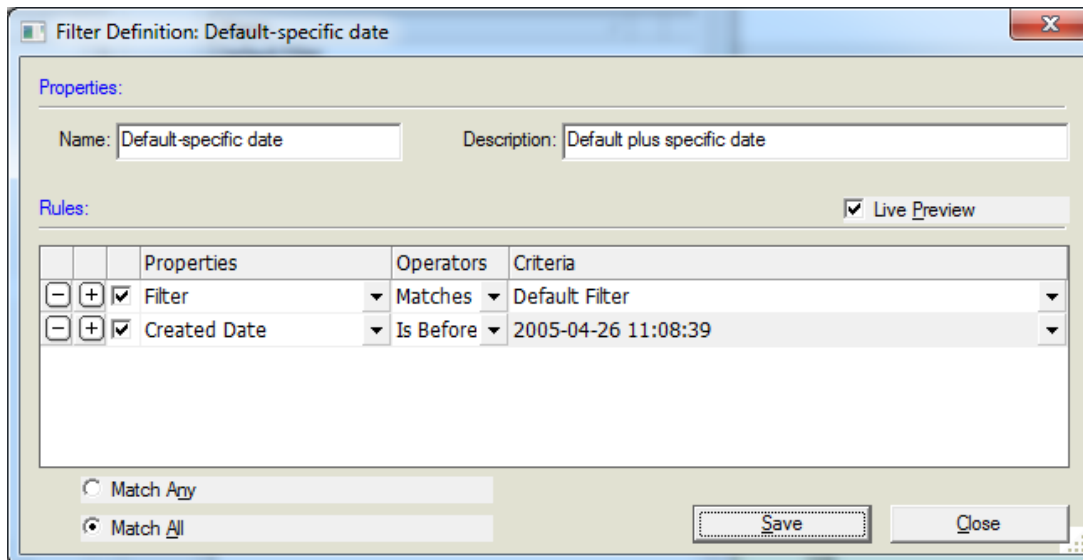 Filter Definition: Default-specific date
Properties:
Name: Default-specific date Description: Default plus specific date
Rules: Live Preview
Properties Operators Criteria
Filter Matches Default Filter
Created Date Is Before 2005-04-26 11:08:39
Match Any
Match All
Save Close